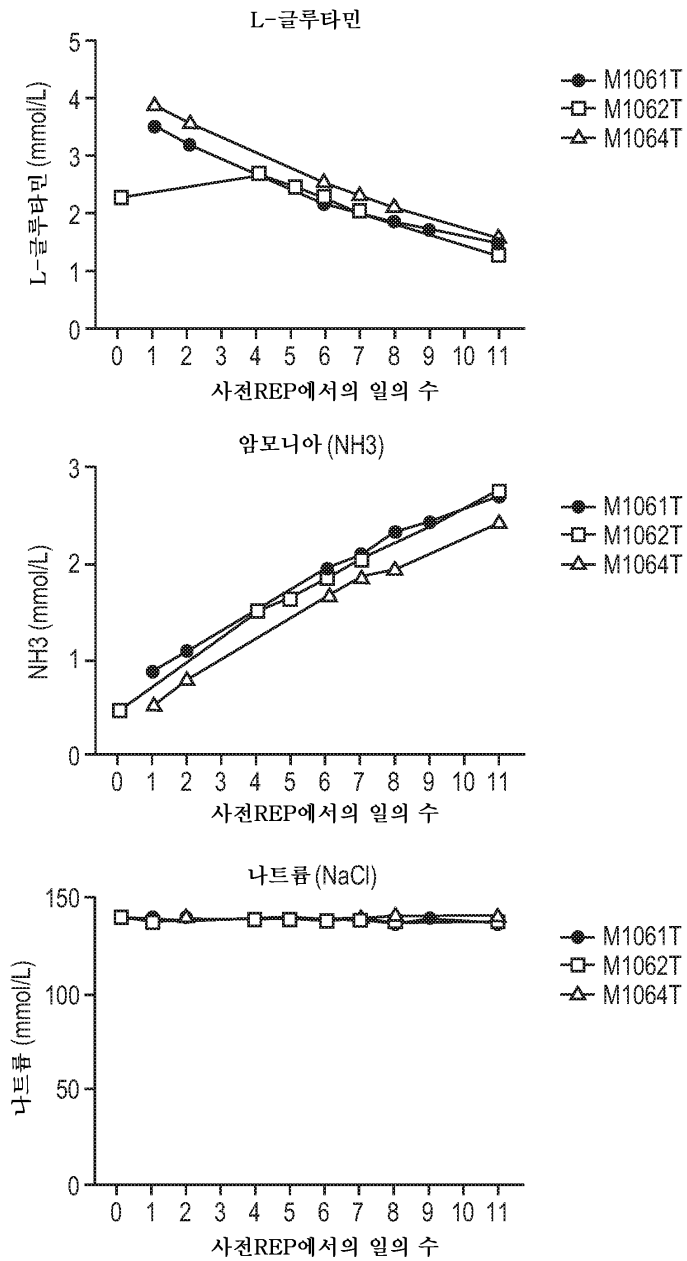 L-글루타민
L-글루타민 (mmol/L)
5
4
3
2
1
0
0 1 2 3 4 5 6 7 8 9 10 11
사전REP에서의 일의 수
M1061T
M1062T
M1064T
암모니아 (NH3)
NH3 (mmol/L)
3
2
1
0
0 1 2 3 4 5 6 7 8 9 10 11
사전REP에서의 일의 수
M1061T
M1062T
M1064T
나트륨 (NaCl)
나트륨 (mmol/L)
150
100
50
0
0 1 2 3 4 5 6 7 8 9 10 11
사전REP에서의 일의 수
M1061T
M1062T
M1064T